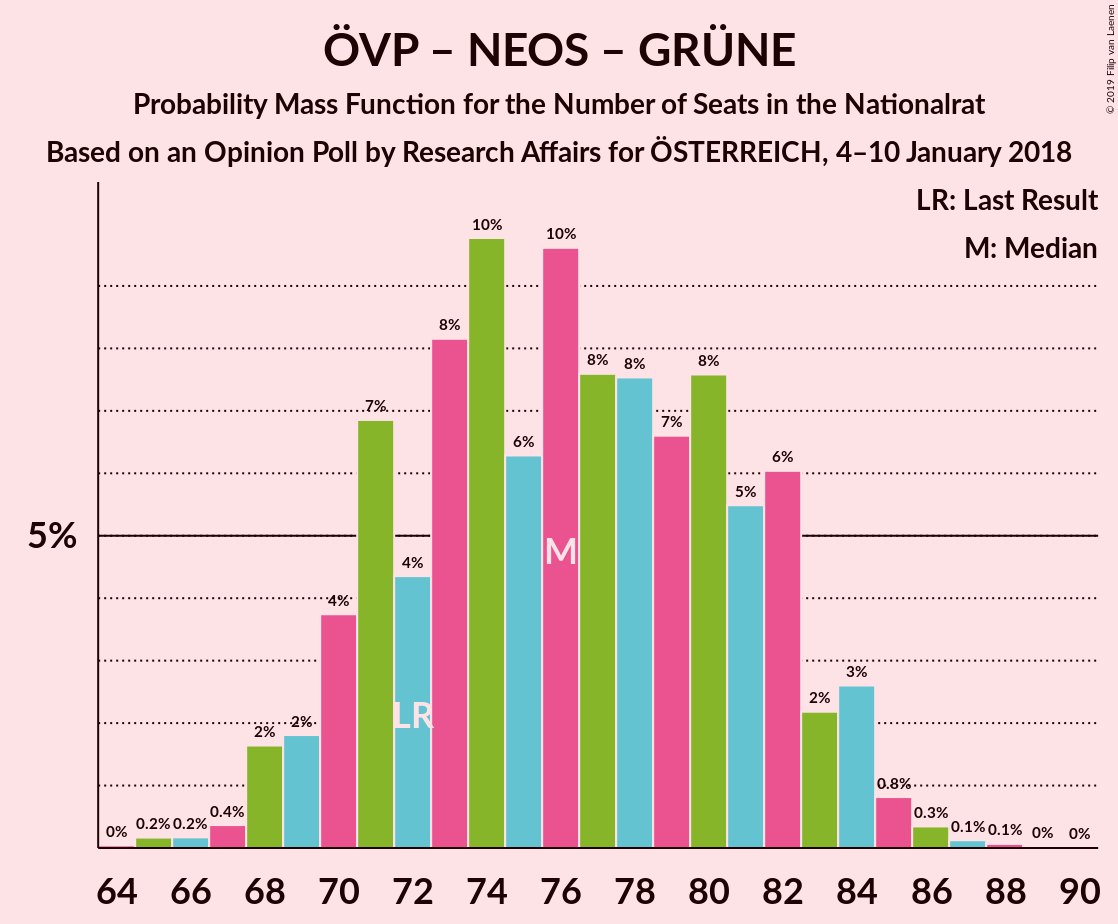 ÖVP – NEOS – GRÜNE
Probability Mass Function for the Number of Seats in the Nationalrat
Based on an Opinion Poll by Research Affairs for ÖSTERREICH, 4–10 January 2018
© 2019 Filip van Laenen
LR: Last Result
M: Median
5%
0% 0.2% 0.2% 0.4% 2% 2% 4% 7% 4% 8% 10% 6% 10% 8% 8% 7% 8% 5% 6% 2% 3% 0.8% 0.3% 0.1% 0.1% 0% 0%
LR
M
64 66 68 70 72 74 76 78 80 82 84 86 88 90